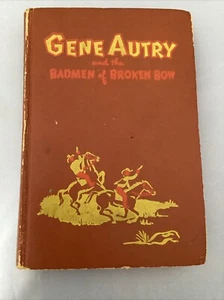 GENE AUTRY
and the
BADMEN of BROKEN BOW